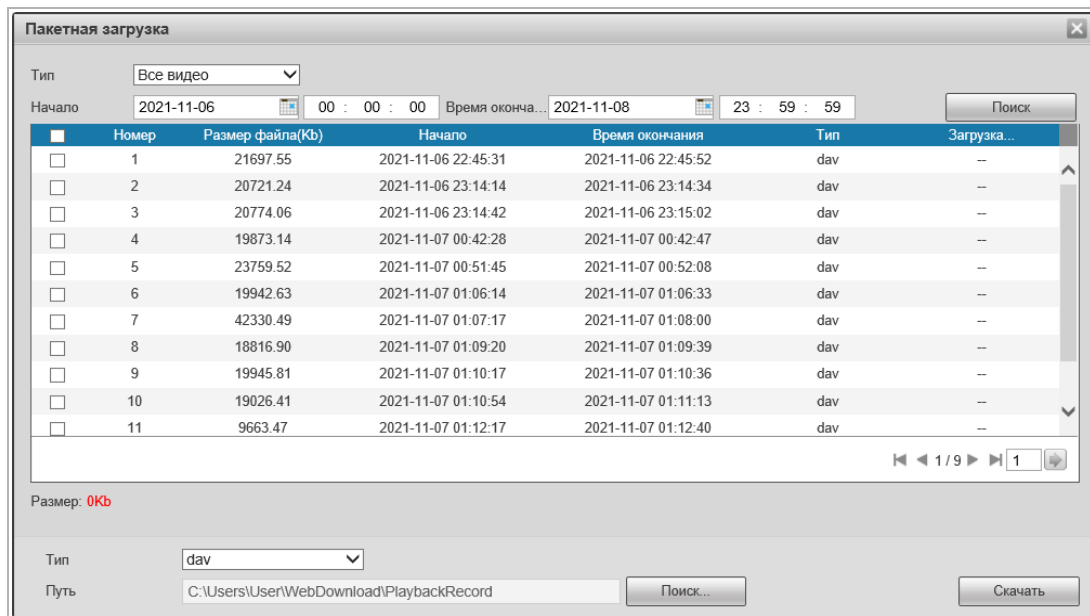 Пакетная загрузка
Тип Все видео
Начало 2021-11-06 00 : 00 : 00 Время оконча... 2021-11-08 23 : 59 : 59 Поиск
Номер Размер файла(Kb) Начало Время окончания Тип Загрузка...
1 21697.55 2021-11-06 22:45:31 2021-11-06 22:45:52 dav --
2 20721.24 2021-11-06 23:14:14 2021-11-06 23:14:34 dav --
3 20774.06 2021-11-06 23:14:42 2021-11-06 23:15:02 dav --
4 19873.14 2021-11-07 00:42:28 2021-11-07 00:42:47 dav --
5 23759.52 2021-11-07 00:51:45 2021-11-07 00:52:08 dav --
6 19942.63 2021-11-07 01:06:14 2021-11-07 01:06:33 dav --
7 42330.49 2021-11-07 01:07:17 2021-11-07 01:08:00 dav --
8 18816.90 2021-11-07 01:09:20 2021-11-07 01:09:39 dav --
9 19945.81 2021-11-07 01:10:17 2021-11-07 01:10:36 dav --
10 19026.41 2021-11-07 01:10:54 2021-11-07 01:11:13 dav --
11 9663.47 2021-11-07 01:12:17 2021-11-07 01:12:40 dav --
1 / 9 1
Размер: 0Kb
Тип dav
Путь C:\Users\User\WebDownload\PlaybackRecord Поиск... Скачать